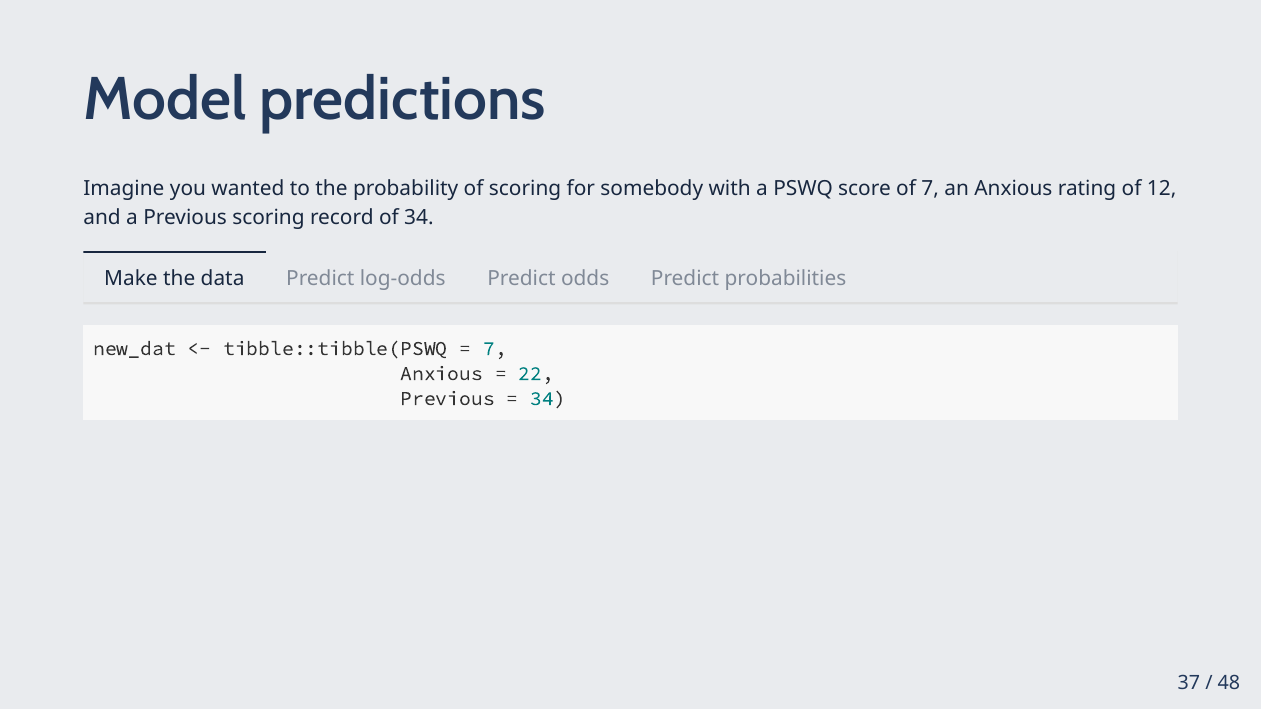 Model predictions
Imagine you wanted to the probability of scoring for somebody with a PSWQ score of 7, an Anxious rating of 12,
and a Previous scoring record of 34.
Make the data Predict log-odds Predict odds Predict probabilities
new_dat <- tibble::tibble(PSWQ = 7,
Anxious = 22,
Previous = 34)
37 / 48